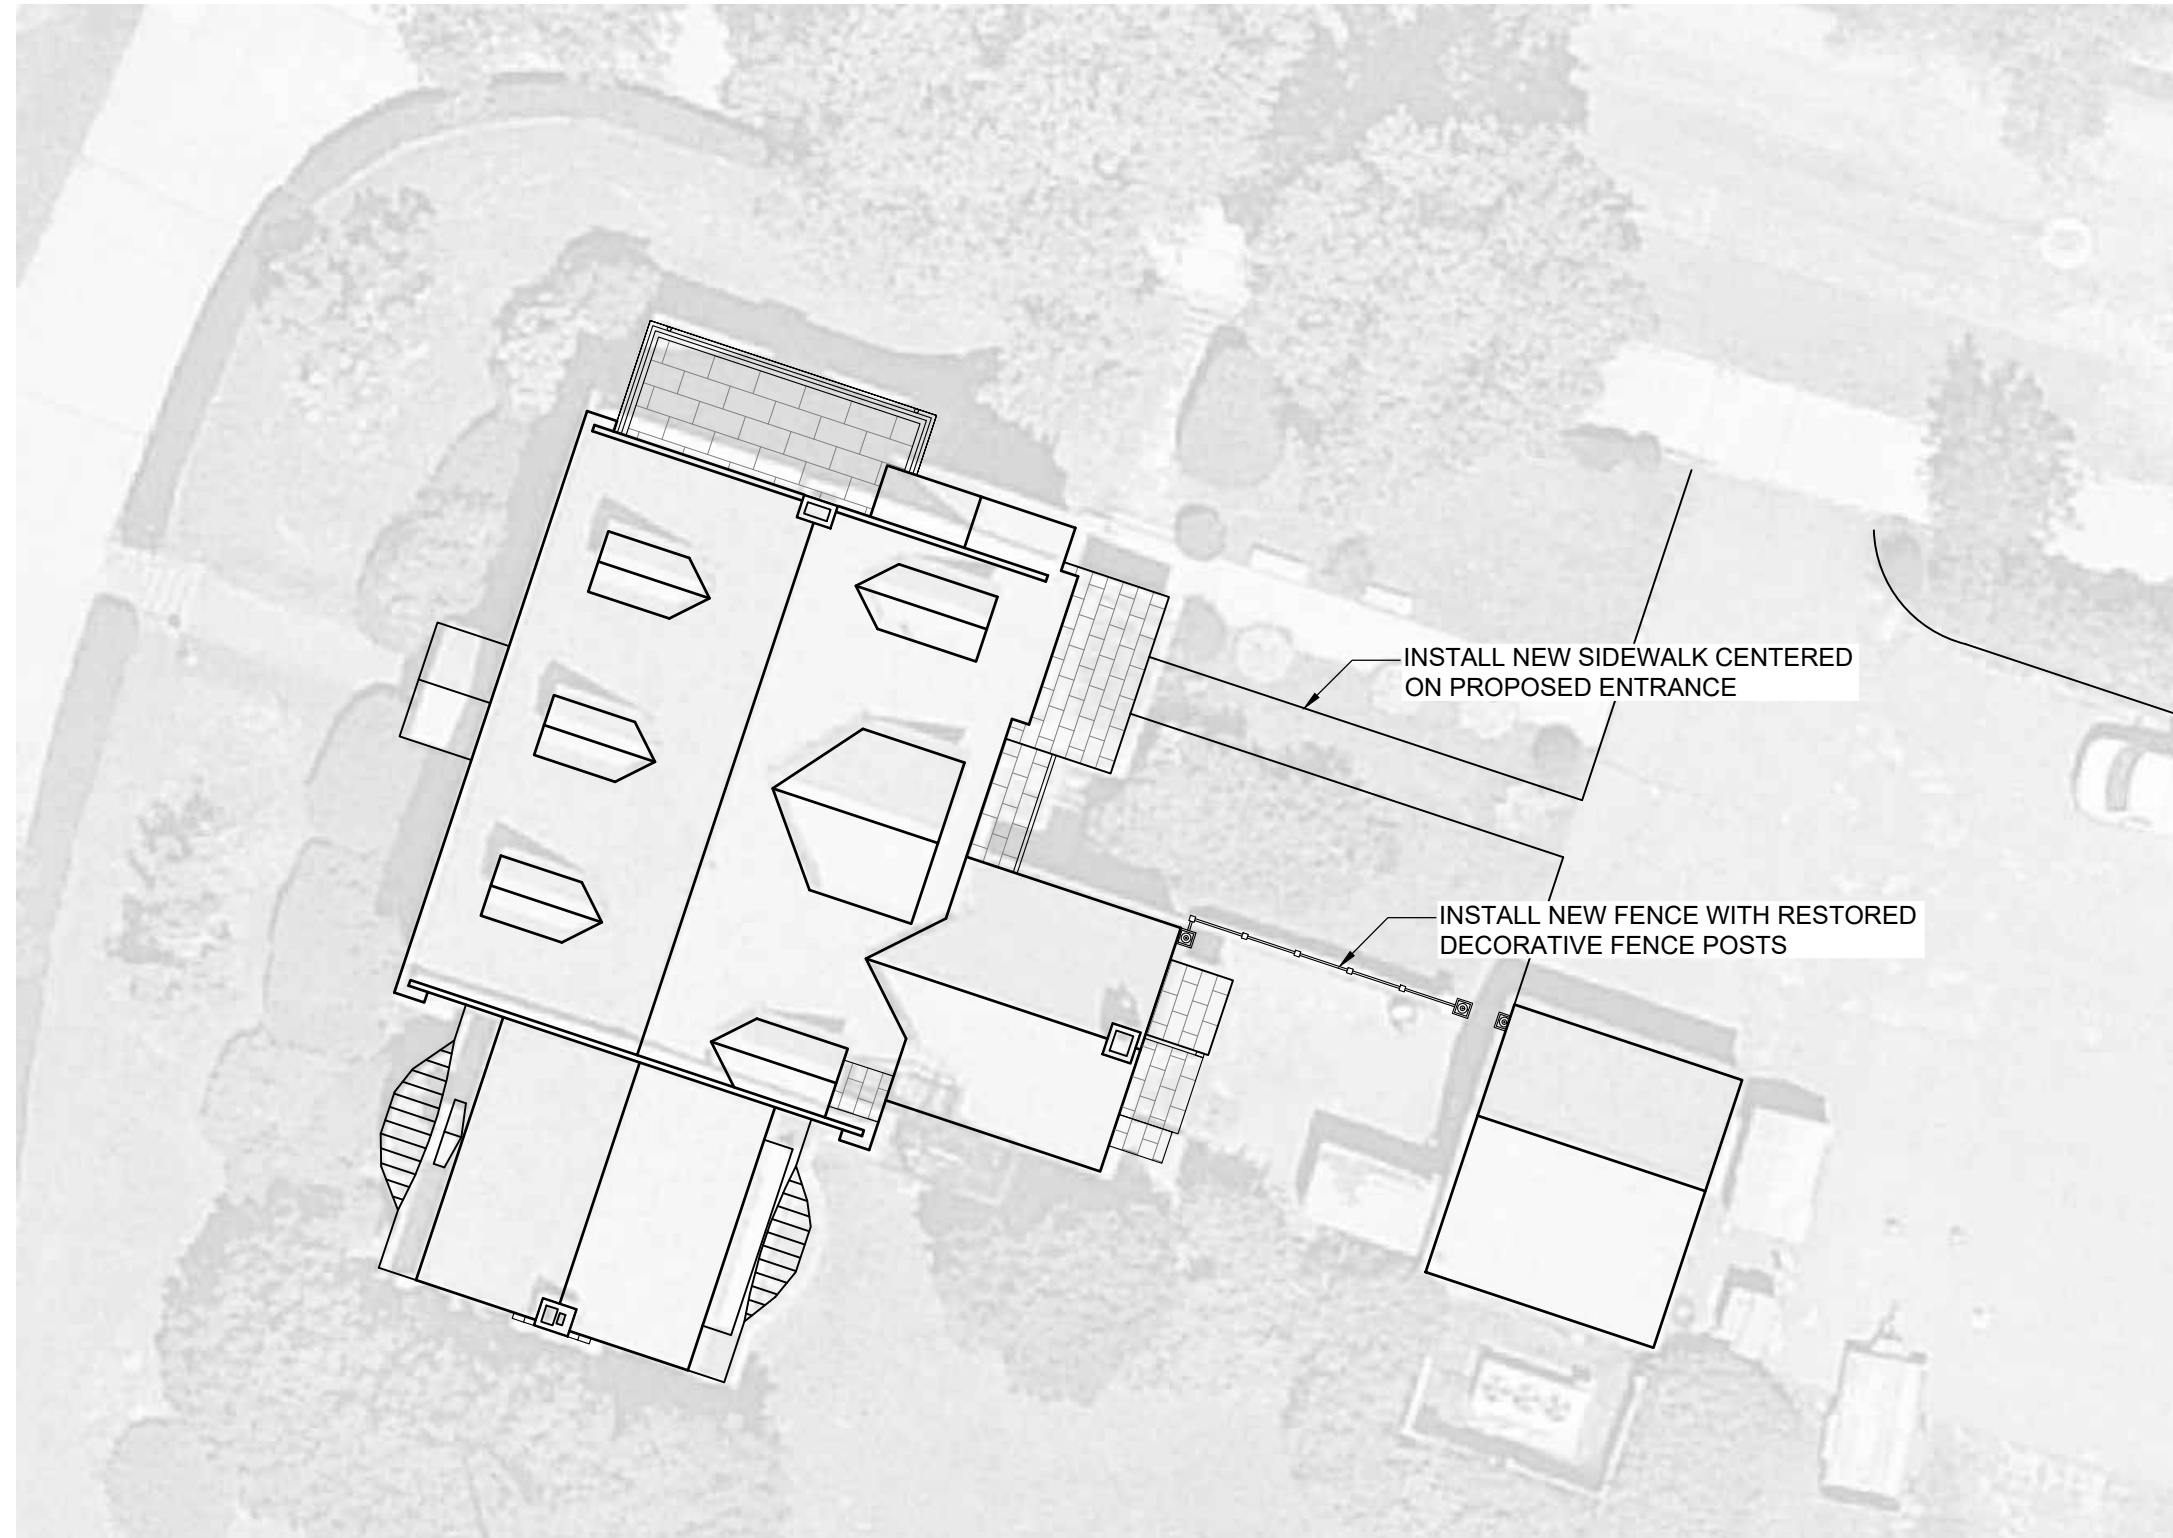 INSTALL NEW SIDEWALK CENTERED
ON PROPOSED ENTRANCE
INSTALL NEW FENCE WITH RESTORED
DECORATIVE FENCE POSTS